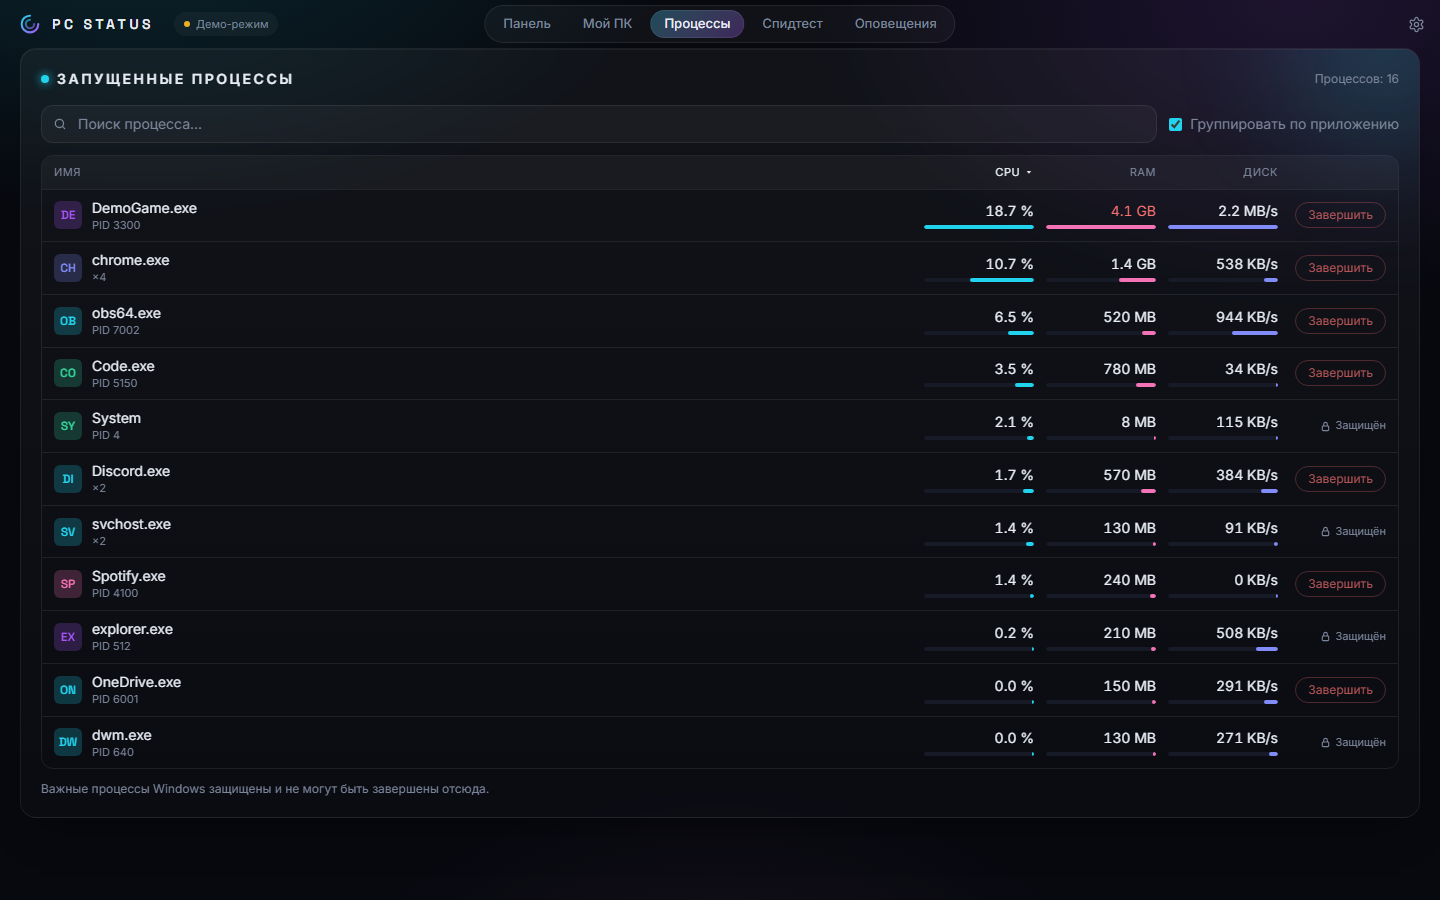 PC STATUS
Демо-режим
Панель
Мой ПК
Процессы
Спидтест
Оповещения
ЗАПУЩЕННЫЕ ПРОЦЕССЫ
Процессов: 16
Поиск процесса...
Группировать по приложению
ИМЯ CPU RAM ДИСК
DE DemoGame.exe 18.7 % 4.1 GB 2.2 MB/s Завершить
PID 3300
CH chrome.exe 10.7 % 1.4 GB 538 KB/s Завершить
×4
OB obs64.exe 6.5 % 520 MB 944 KB/s Завершить
PID 7002
CO Code.exe 3.5 % 780 MB 34 KB/s Завершить
PID 5150
SY System 2.1 % 8 MB 115 KB/s Защищён
PID 4
DI Discord.exe 1.7 % 570 MB 384 KB/s Завершить
×2
SV svchost.exe 1.4 % 130 MB 91 KB/s Защищён
×2
SP Spotify.exe 1.4 % 240 MB 0 KB/s Завершить
PID 4100
EX explorer.exe 0.2 % 210 MB 508 KB/s Защищён
PID 512
ON OneDrive.exe 0.0 % 150 MB 291 KB/s Завершить
PID 6001
DW dwm.exe 0.0 % 130 MB 271 KB/s Защищён
PID 640
Важные процессы Windows защищены и не могут быть завершены отсюда.